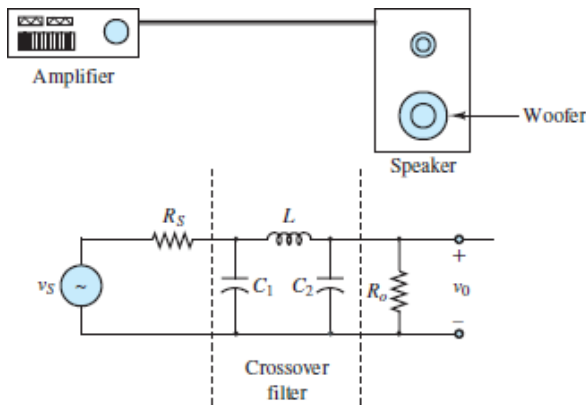 Amplifier
Woofer
Speaker
R_S
L
v_S
~
C_1
C_2
R_o
+
v_0
−
Crossover
filter